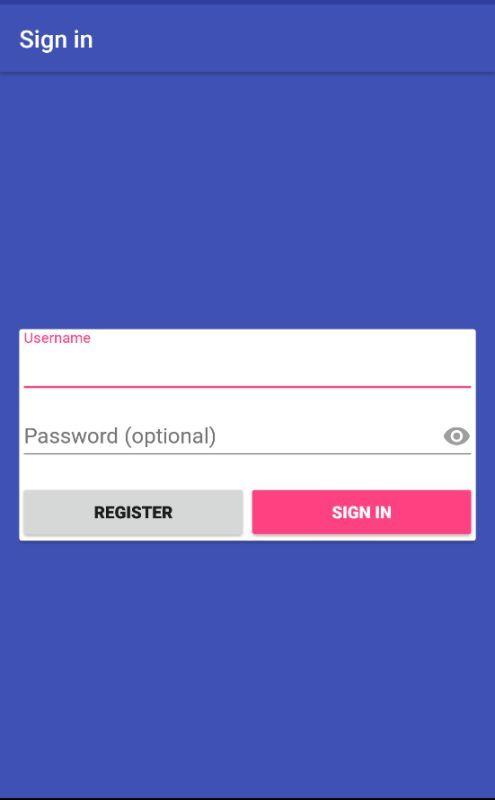 Sign in
Username
Password (optional)
REGISTER
SIGN IN